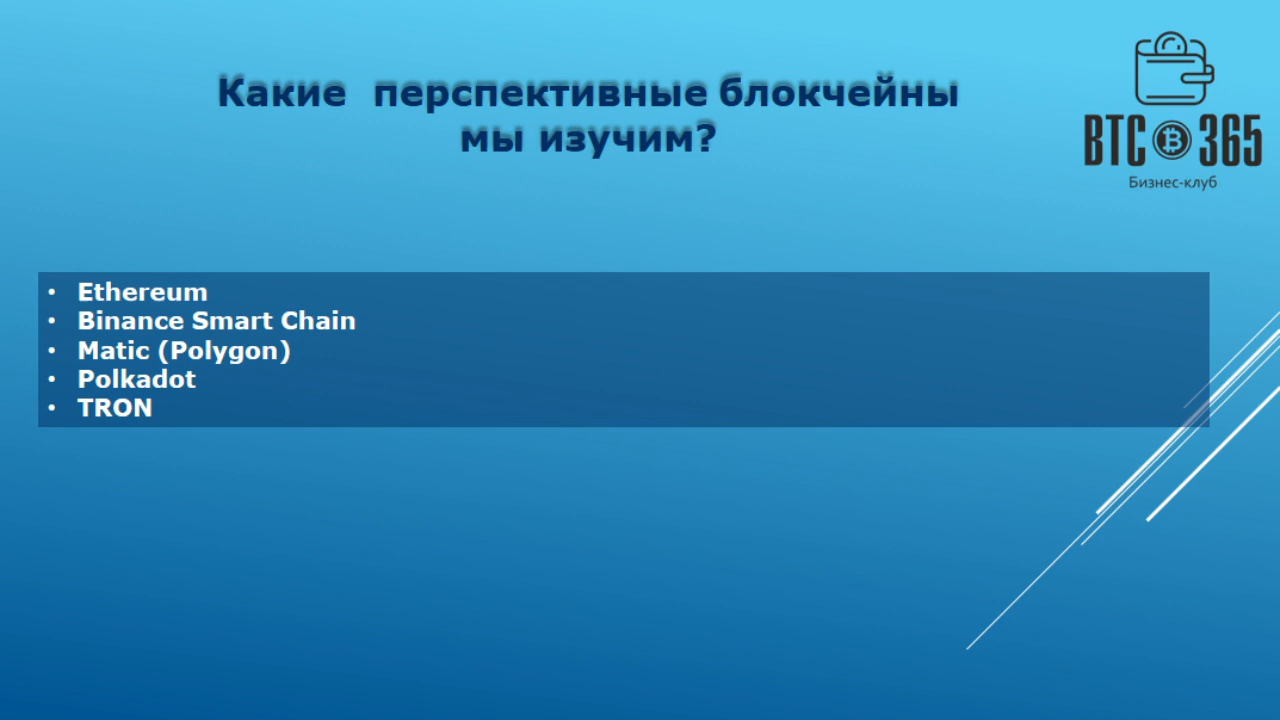 Какие перспективные блокчейны
мы изучим?
BTC 365
Бизнес-клуб
• Ethereum
• Binance Smart Chain
• Matic (Polygon)
• Polkadot
• TRON